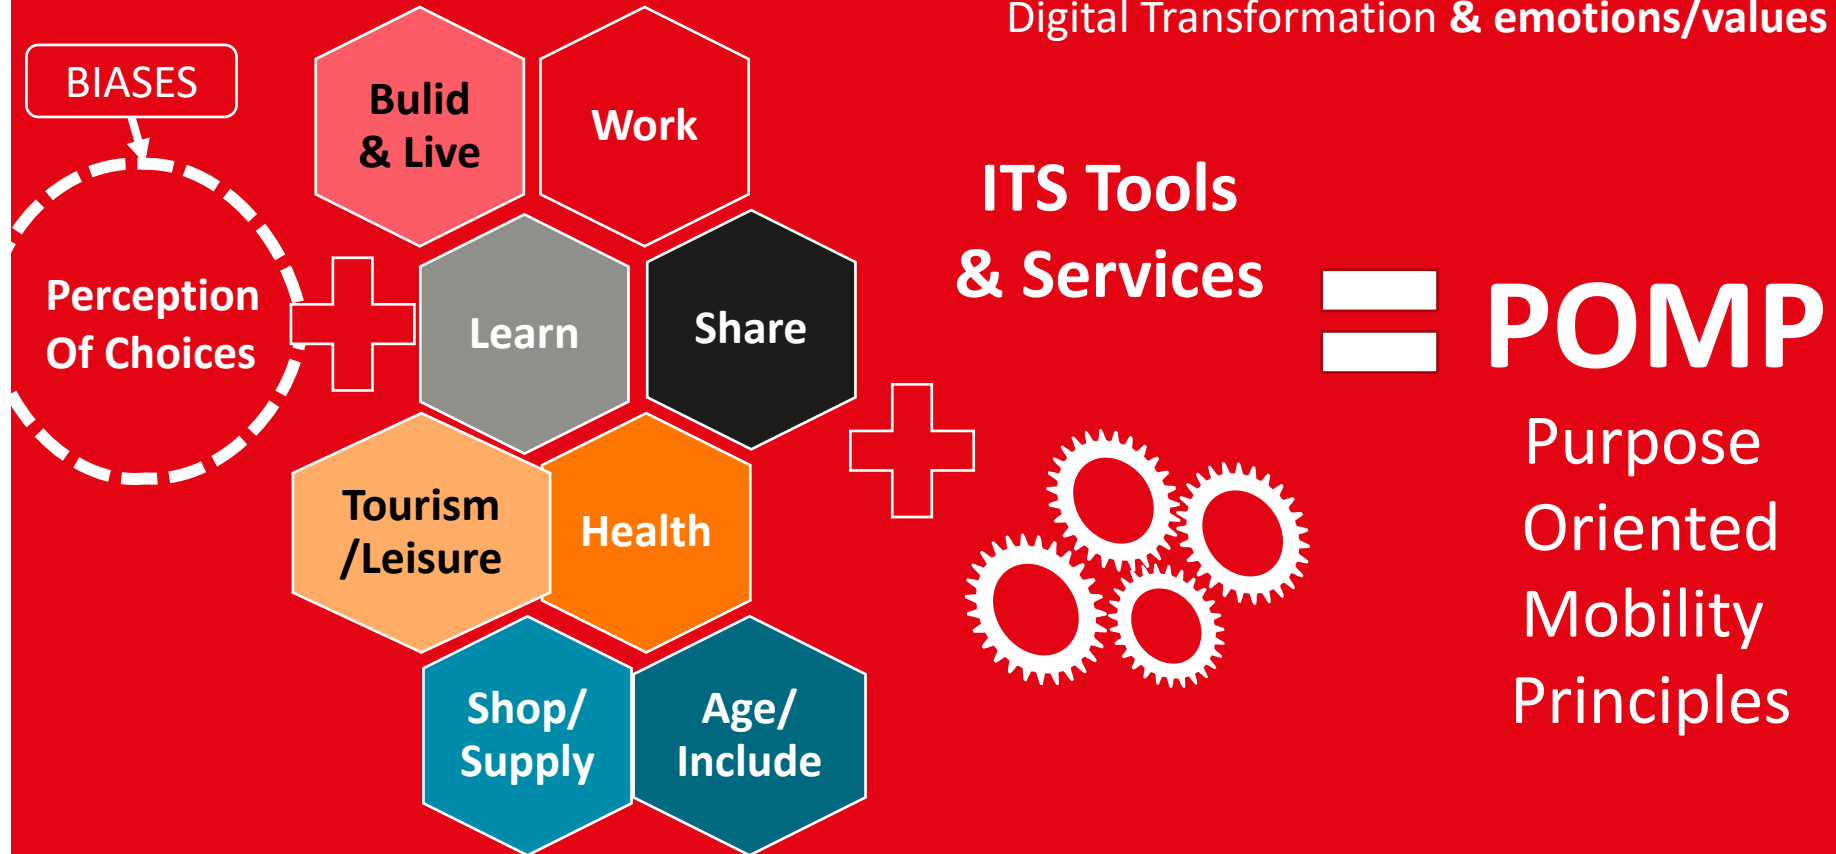 Digital Transformation & emotions/values
BIASES
Perception
Of Choices
Bulid
& Live
Work
Learn
Share
Tourism
/Leisure
Health
Shop/
Supply
Age/
Include
ITS Tools
& Services
POMP
Purpose
Oriented
Mobility
Principles